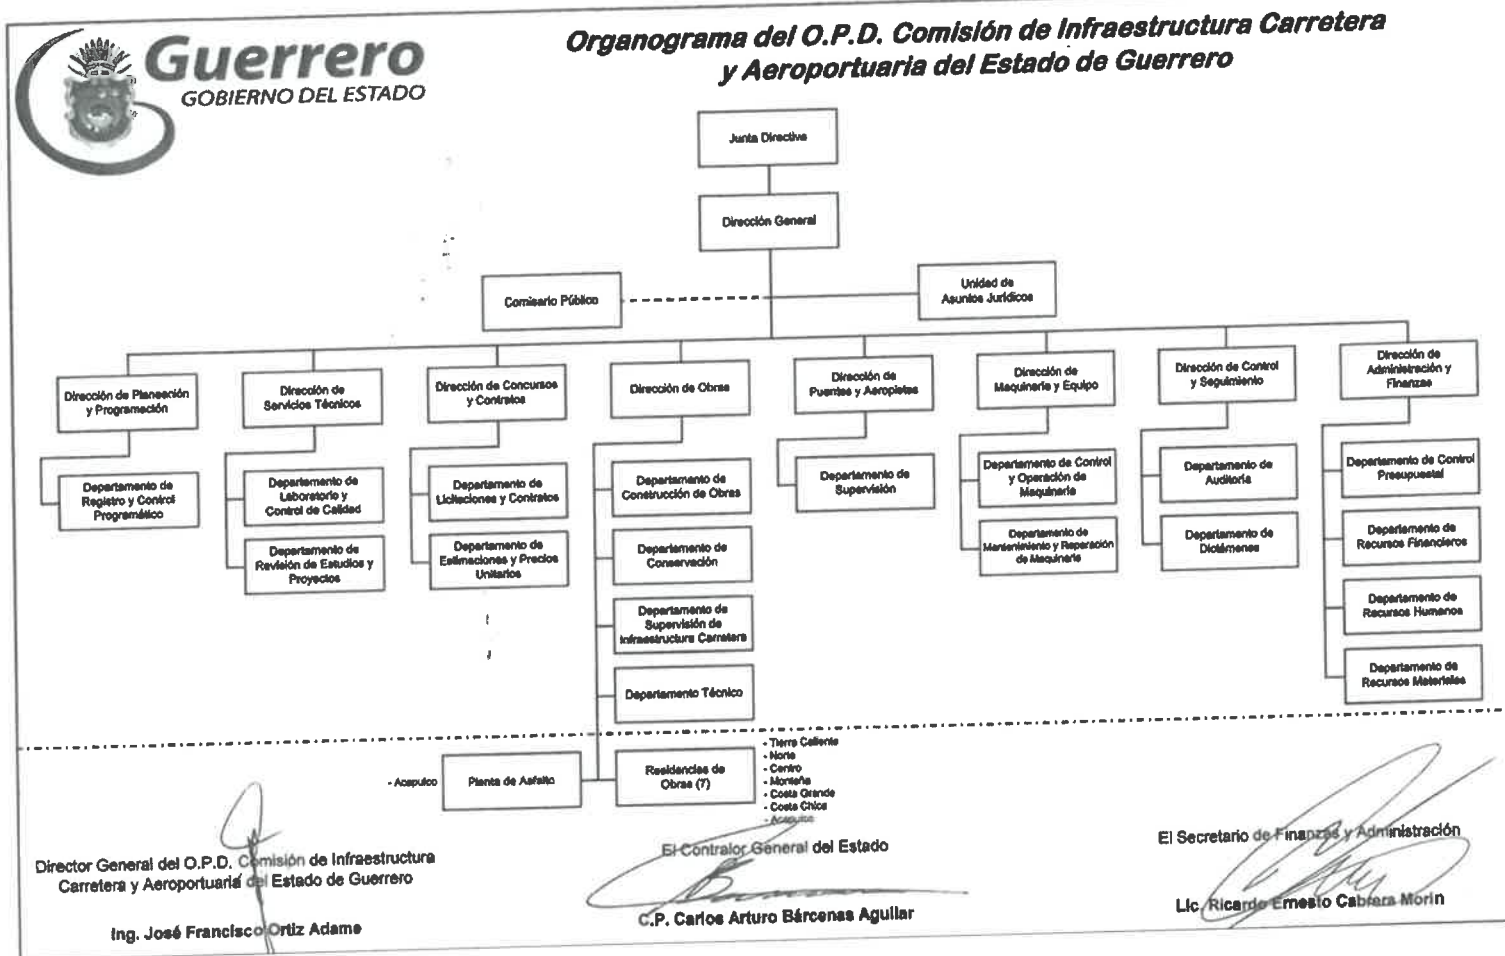 Guerrero
GOBIERNO DEL ESTADO
Organograma del O.P.D. Comisión de Infraestructura Carretera
y Aeroportuaria del Estado de Guerrero
Junta Directiva
Dirección General
Comisario Público
Unidad de
Asuntos Jurídicos
Dirección de Planeación
y Programación
Dirección de
Servicios Técnicos
Dirección de Concursos
y Contratos
Dirección de Obras
Dirección de
Puentes y Aeropistas
Dirección de
Maquinaria y Equipo
Dirección de Control
y Seguimiento
Dirección de
Administración y
Finanzas
Departamento de
Registro y Control
Programático
Departamento de
Laboratorio y
Control de Calidad
Departamento de
Revisión de Estudios y
Proyectos
Departamento de
Licitaciones y Contratos
Departamento de
Estimaciones y Precios
Unitarios
Departamento de
Construcción de Obras
Departamento de
Conservación
Departamento de
Supervisión de
Infraestructura Carretera
Departamento Técnico
Departamento de
Supervisión
Departamento de Control
y Operación de
Maquinaria
Departamento de
Mantenimiento y Reparación
de Maquinaria
Departamento de
Auditoría
Departamento de
Dictámenes
Departamento de Control
Presupuestal
Departamento de
Recursos Financieros
Departamento de
Recursos Humanos
Departamento de
Recursos Materiales
- Acapulco
Planta de Asfalto
Residencias de
Obras (7)
- Tierra Caliente
- Norte
- Centro
- Montaña
- Costa Grande
- Costa Chica
- Acapulco
Director General del O.P.D. Comisión de Infraestructura
Carretera y Aeroportuaria del Estado de Guerrero
Ing. José Francisco Ortiz Adame
El Contralor General del Estado
C.P. Carlos Arturo Bárcenas Aguilar
El Secretario de Finanzas y Administración
Lic. Ricardo Ernesto Cabrera Morin